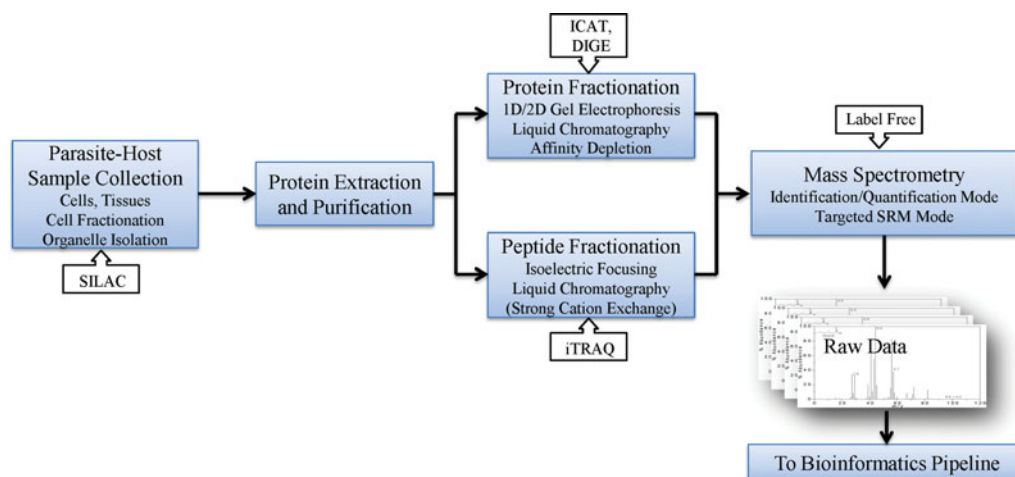 ICAT,
DIGE
Protein Fractionation
1D/2D Gel Electrophoresis
Liquid Chromatography
Affinity Depletion
Label Free
Parasite-Host
Sample Collection
Cells, Tissues
Cell Fractionation
Organelle Isolation
SILAC
Protein Extraction
and Purification
Mass Spectrometry
Identification/Quantification Mode
Targeted SRM Mode
Peptide Fractionation
Isoelectric Focusing
Liquid Chromatography
(Strong Cation Exchange)
iTRAQ
Raw Data
To Bioinformatics Pipeline